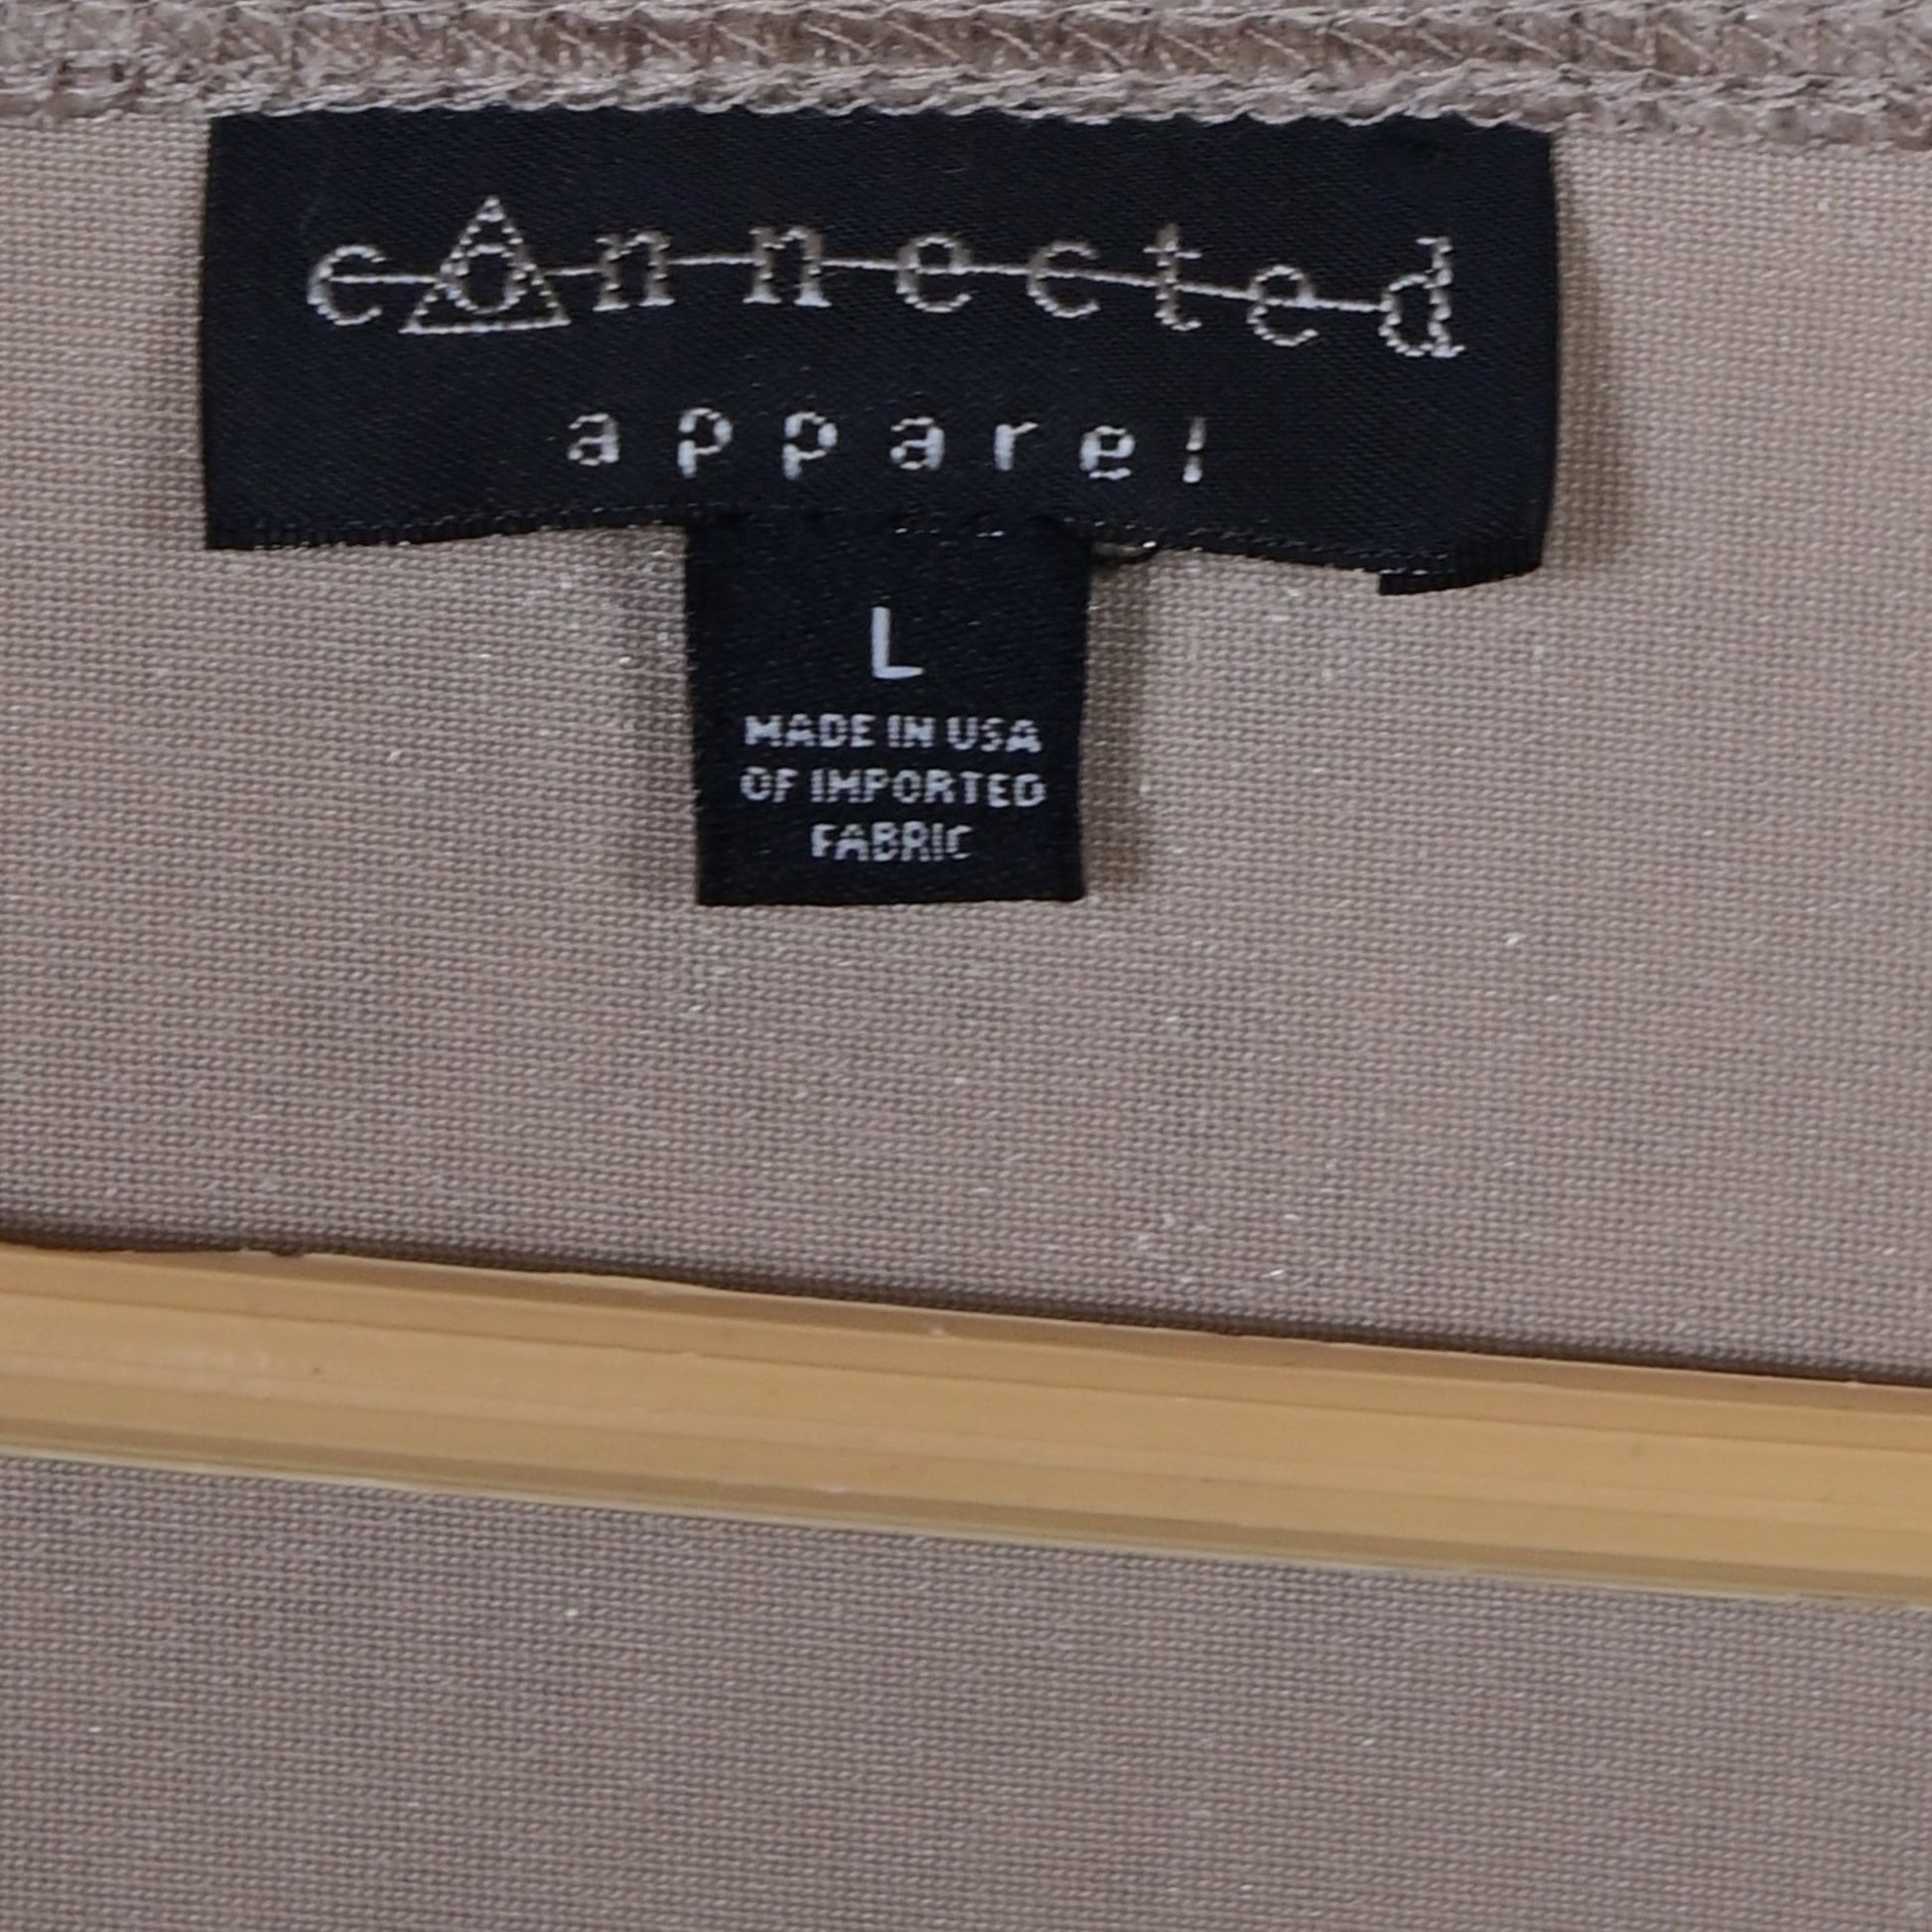 connected
apparel
L
MADE IN USA
OF IMPORTED
FABRIC